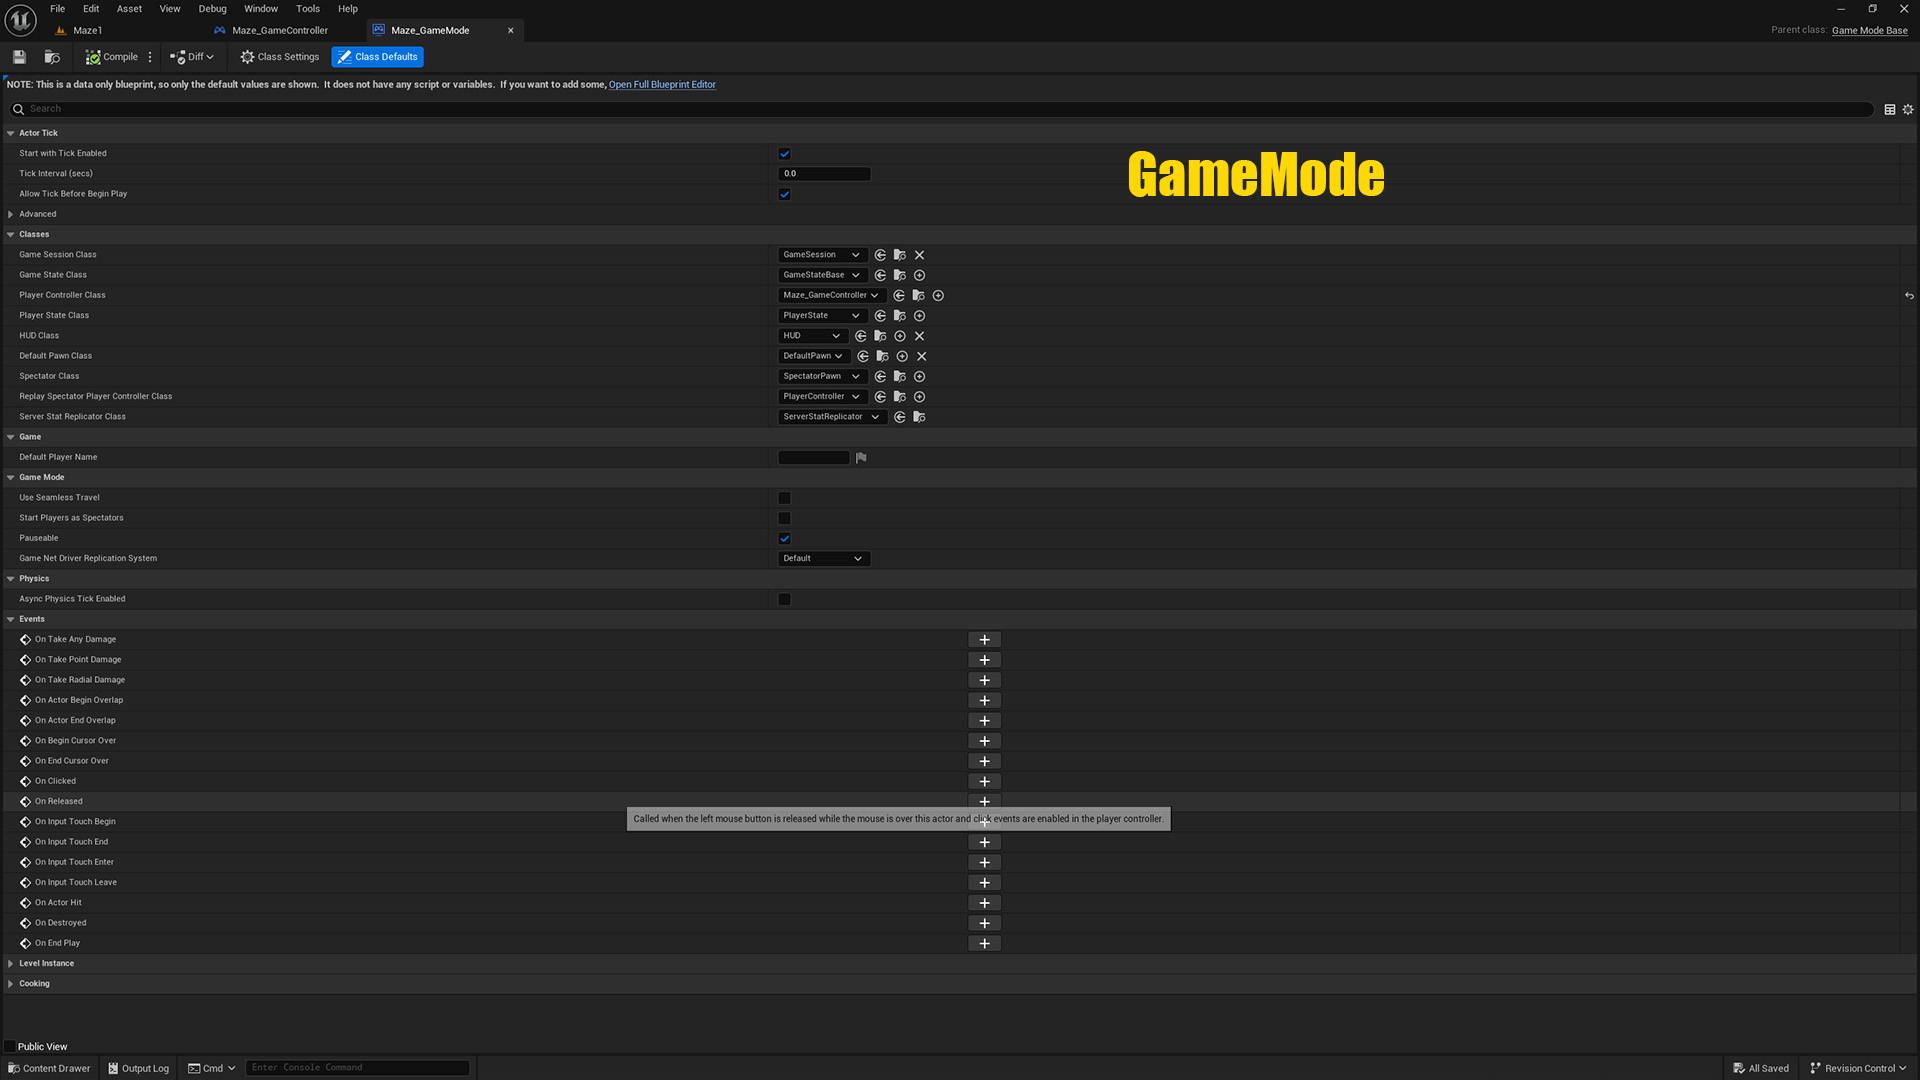 File Edit Asset View Debug Window Tools Help
Maze1 Maze_GameController Maze_GameMode
Parent class: Game Mode Base
Compile Diff Class Settings Class Defaults
NOTE: This is a data only blueprint, so only the default values are shown.  It does not have any script or variables.  If you want to add some, Open Full Blueprint Editor
Search
Actor Tick
Start with Tick Enabled
Tick Interval (secs) 0.0
GameMode
Allow Tick Before Begin Play
Advanced
Classes
Game Session Class GameSession
Game State Class GameStateBase
Player Controller Class Maze_GameController
Player State Class PlayerState
HUD Class HUD
Default Pawn Class DefaultPawn
Spectator Class SpectatorPawn
Replay Spectator Player Controller Class PlayerController
Server Stat Replicator Class ServerStatReplicator
Game
Default Player Name
Game Mode
Use Seamless Travel
Start Players as Spectators
Pauseable
Game Net Driver Replication System Default
Physics
Async Physics Tick Enabled
Events
On Take Any Damage
On Take Point Damage
On Take Radial Damage
On Actor Begin Overlap
On Actor End Overlap
On Begin Cursor Over
On End Cursor Over
On Clicked
On Released
Called when the left mouse button is released while the mouse is over this actor and click events are enabled in the player controller.
On Input Touch Begin
On Input Touch End
On Input Touch Enter
On Input Touch Leave
On Actor Hit
On Destroyed
On End Play
Level Instance
Cooking
Public View
Content Drawer Output Log Cmd Enter Console Command All Saved Revision Control